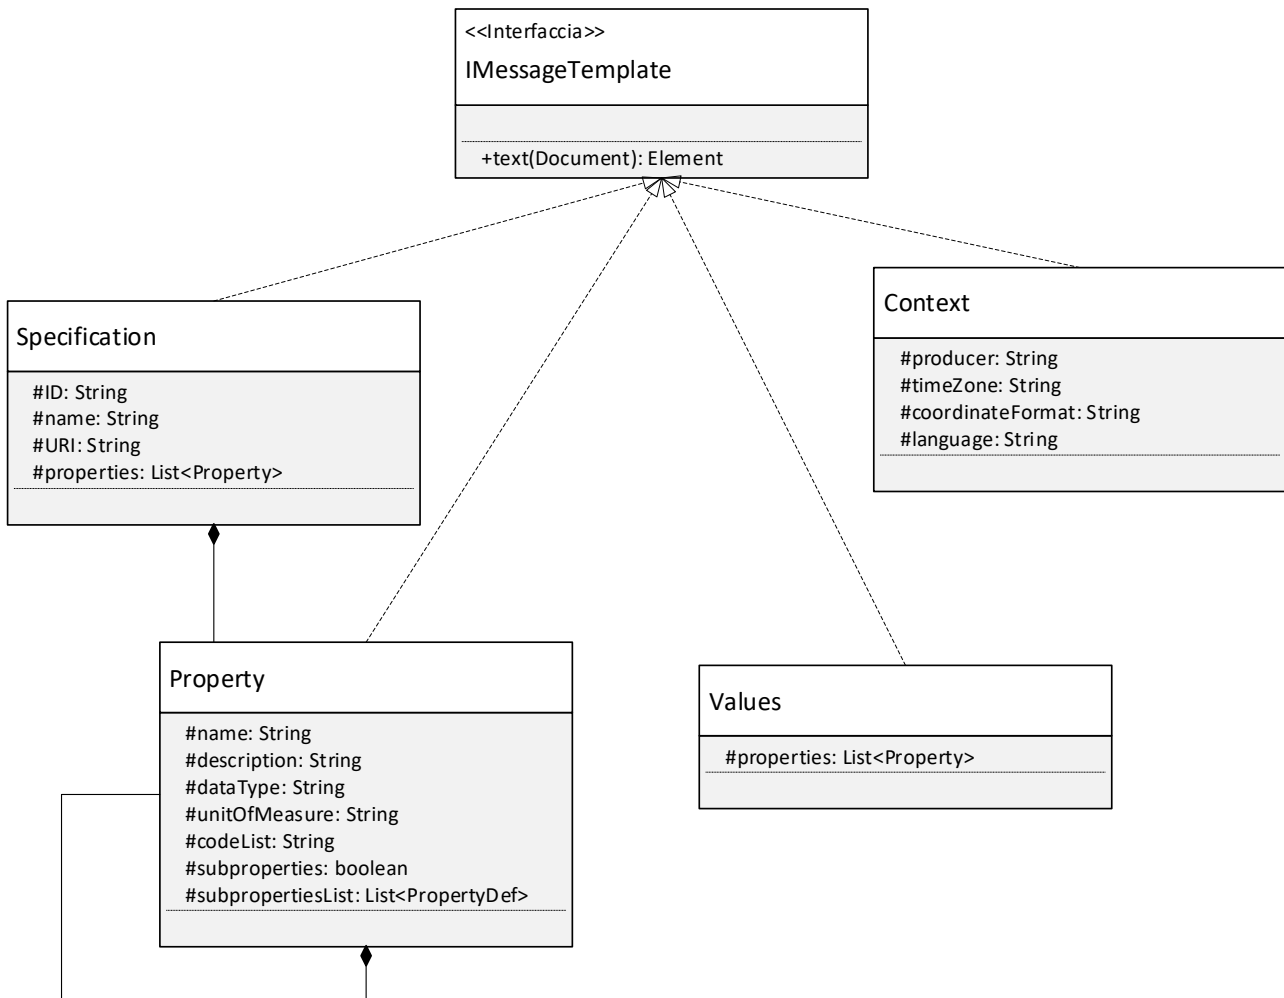 <<Interfaccia>>
IMessageTemplate
+text(Document): Element
Specification
#ID: String
#name: String
#URI: String
#properties: List<Property>
Context
#producer: String
#timeZone: String
#coordinateFormat: String
#language: String
Property
#name: String
#description: String
#dataType: String
#unitOfMeasure: String
#codeList: String
#subproperties: boolean
#subpropertiesList: List<PropertyDef>
Values
#properties: List<Property>